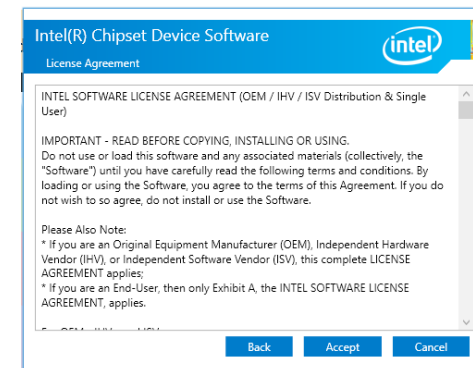 Intel(R) Chipset Device Software
intel
License Agreement
INTEL SOFTWARE LICENSE AGREEMENT (OEM / IHV / ISV Distribution & Single
User)
IMPORTANT - READ BEFORE COPYING, INSTALLING OR USING.
Do not use or load this software and any associated materials (collectively, the
"Software") until you have carefully read the following terms and conditions. By
loading or using the Software, you agree to the terms of this Agreement. If you do
not wish to so agree, do not install or use the Software.
Please Also Note:
* If you are an Original Equipment Manufacturer (OEM), Independent Hardware
Vendor (IHV), or Independent Software Vendor (ISV), this complete LICENSE
AGREEMENT applies;
* If you are an End-User, then only Exhibit A, the INTEL SOFTWARE LICENSE
AGREEMENT, applies.
Back Accept Cancel